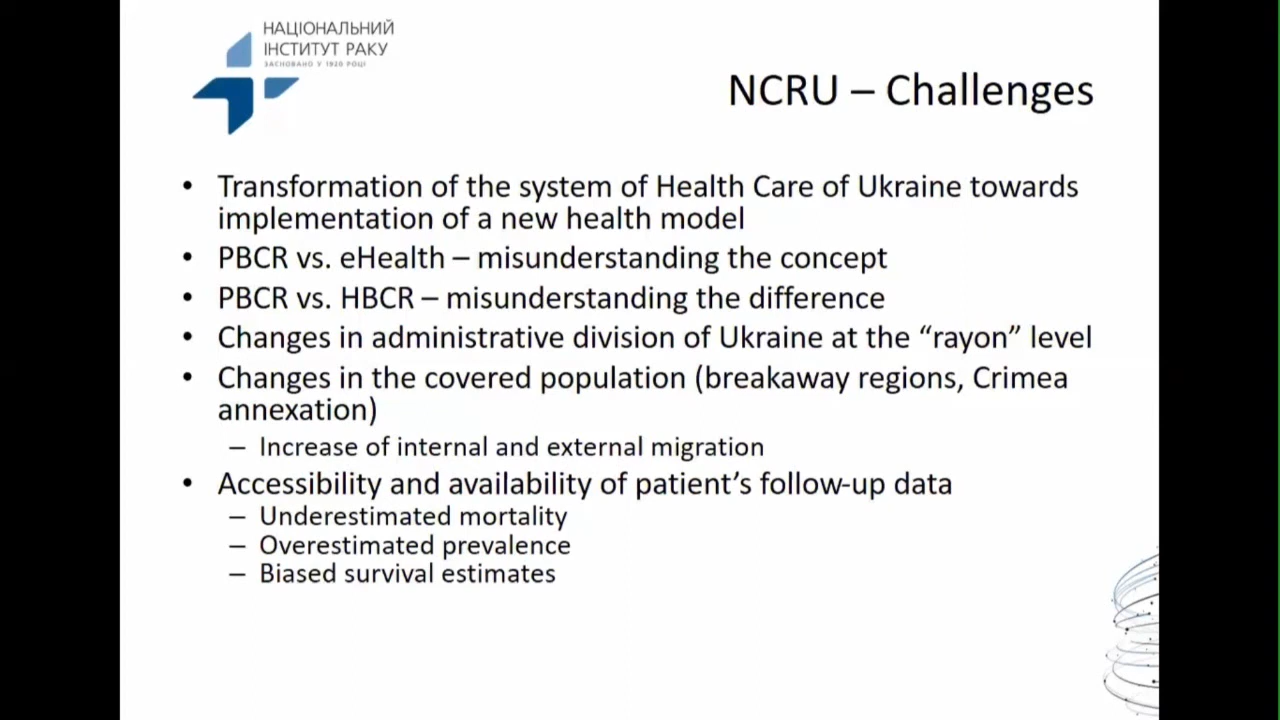 НАЦІОНАЛЬНИЙ
ІНСТИТУТ РАКУ
ЗАСНОВАНО У 1920 РОЦІ
NCRU – Challenges
• Transformation of the system of Health Care of Ukraine towards
implementation of a new health model
• PBCR vs. eHealth – misunderstanding the concept
• PBCR vs. HBCR – misunderstanding the difference
• Changes in administrative division of Ukraine at the “rayon” level
• Changes in the covered population (breakaway regions, Crimea
annexation)
– Increase of internal and external migration
• Accessibility and availability of patient’s follow-up data
– Underestimated mortality
– Overestimated prevalence
– Biased survival estimates